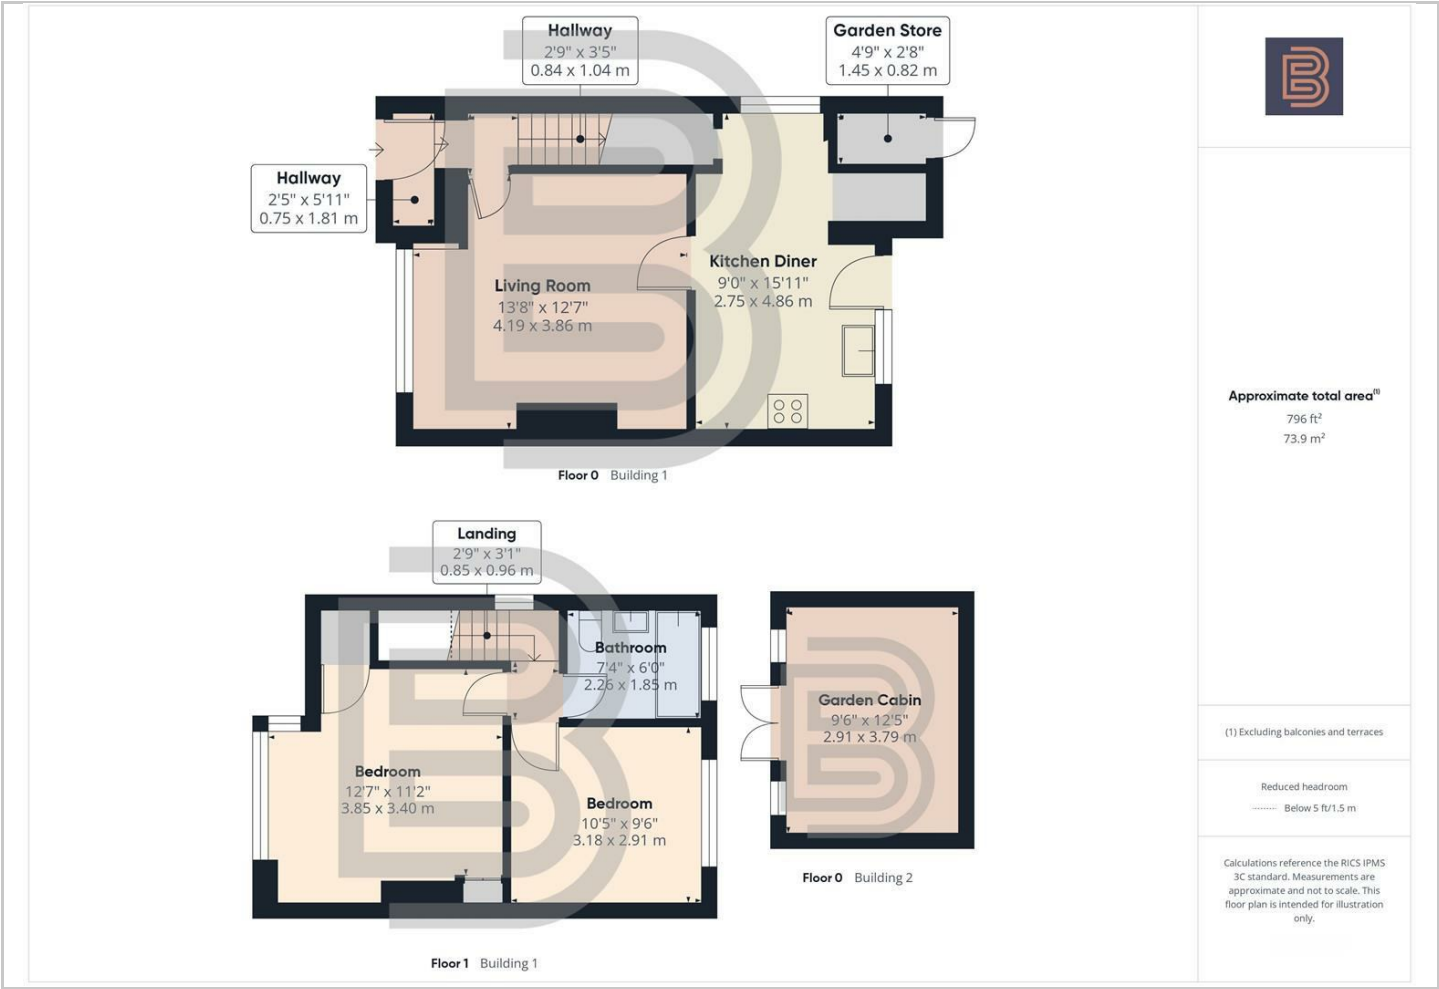 Hallway
2'9" x 3'5"
0.84 x 1.04 m
Garden Store
4'9" x 2'8"
1.45 x 0.82 m
Hallway
2'5" x 5'11"
0.75 x 1.81 m
Living Room
13'8" x 12'7"
4.19 x 3.86 m
Kitchen Diner
9'0" x 15'11"
2.75 x 4.86 m
Floor 0 Building 1
Landing
2'9" x 3'1"
0.85 x 0.96 m
Bathroom
7'4" x 6'0"
2.26 x 1.85 m
Bedroom
12'7" x 11'2"
3.85 x 3.40 m
Bedroom
10'5" x 9'6"
3.18 x 2.91 m
Floor 1 Building 1
Garden Cabin
9'6" x 12'5"
2.91 x 3.79 m
Floor 0 Building 2
B
Approximate total area⁽¹⁾
796 ft²
73.9 m²
(1) Excluding balconies and terraces
Reduced headroom
Below 5 ft/1.5 m
Calculations reference the RICS IPMS
3C standard. Measurements are
approximate and not to scale. This
floor plan is intended for illustration
only.